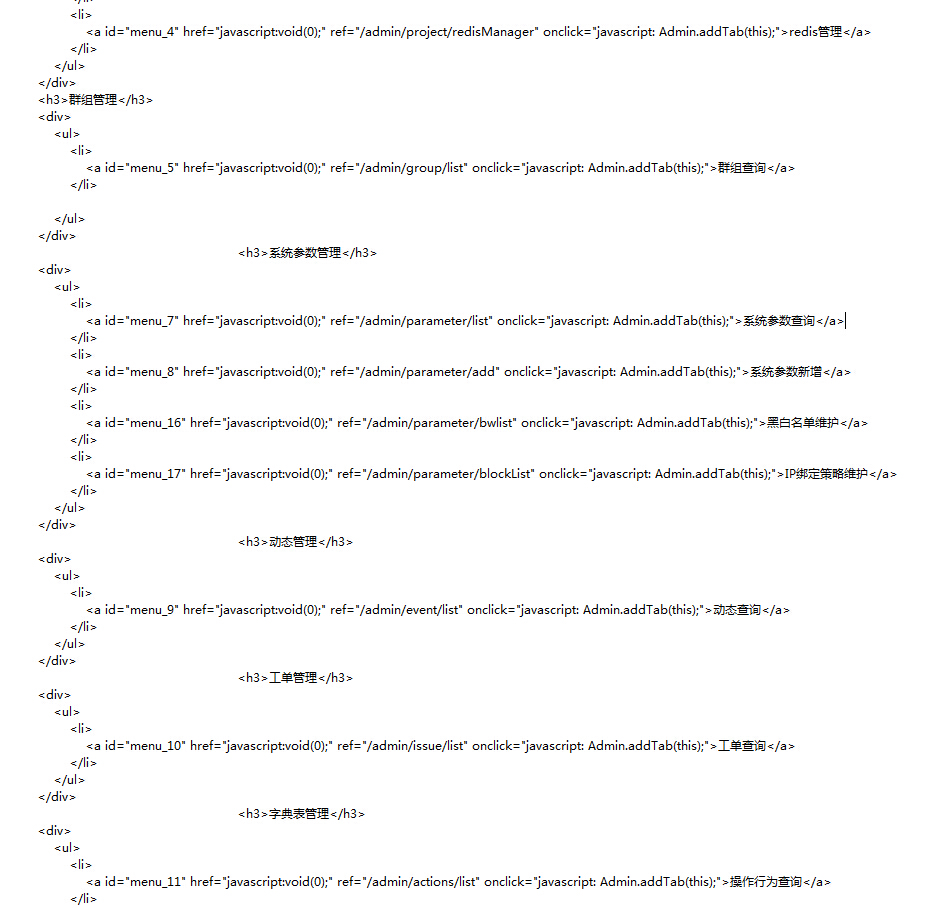 </li>
<li>
<a id="menu_4" href="javascript:void(0);" ref="/admin/project/redisManager" onclick="javascript: Admin.addTab(this);">redis管理</a>
</li>
</ul>
</div>
<h3>群组管理</h3>
<div>
<ul>
<li>
<a id="menu_5" href="javascript:void(0);" ref="/admin/group/list" onclick="javascript: Admin.addTab(this);">群组查询</a>
</li>
</ul>
</div>
<h3>系统参数管理</h3>
<div>
<ul>
<li>
<a id="menu_7" href="javascript:void(0);" ref="/admin/parameter/list" onclick="javascript: Admin.addTab(this);">系统参数查询</a>
</li>
<li>
<a id="menu_8" href="javascript:void(0);" ref="/admin/parameter/add" onclick="javascript: Admin.addTab(this);">系统参数新增</a>
</li>
<li>
<a id="menu_16" href="javascript:void(0);" ref="/admin/parameter/bwlist" onclick="javascript: Admin.addTab(this);">黑白名单维护</a>
</li>
<li>
<a id="menu_17" href="javascript:void(0);" ref="/admin/parameter/blockList" onclick="javascript: Admin.addTab(this);">IP绑定策略维护</a>
</li>
</ul>
</div>
<h3>动态管理</h3>
<div>
<ul>
<li>
<a id="menu_9" href="javascript:void(0);" ref="/admin/event/list" onclick="javascript: Admin.addTab(this);">动态查询</a>
</li>
</ul>
</div>
<h3>工单管理</h3>
<div>
<ul>
<li>
<a id="menu_10" href="javascript:void(0);" ref="/admin/issue/list" onclick="javascript: Admin.addTab(this);">工单查询</a>
</li>
</ul>
</div>
<h3>字典表管理</h3>
<div>
<ul>
<li>
<a id="menu_11" href="javascript:void(0);" ref="/admin/actions/list" onclick="javascript: Admin.addTab(this);">操作行为查询</a>
</li>